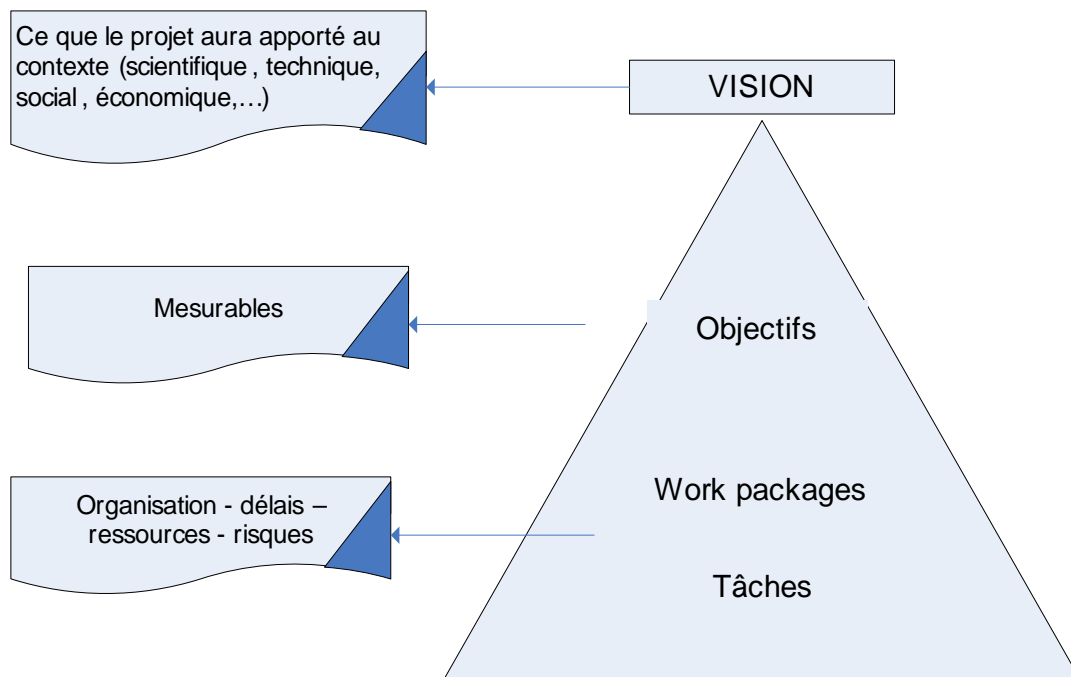 Ce que le projet aura apporté au
contexte (scientifique , technique,
social , économique,…)
VISION
Mesurables
Objectifs
Organisation - délais –
ressources - risques
Work packages
Tâches